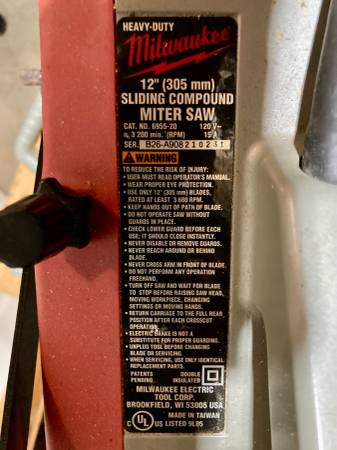 HEAVY-DUTY
Milwaukee
12" (305 mm)
SLIDING COMPOUND
MITER SAW
CAT. NO. 6955-20 120 V~
n₀ 3 200 min.⁻ (RPM) 15 A
SER. B26-A908210231
WARNING
TO REDUCE THE RISK OF INJURY:
• USER MUST READ OPERATOR'S MANUAL.
• WEAR PROPER EYE PROTECTION.
• USE ONLY 12" (305 mm) BLADES,
RATED AT LEAST 3 680 RPM.
• KEEP HANDS OUT OF PATH OF BLADE.
• DO NOT OPERATE SAW WITHOUT
GUARDS IN PLACE.
• CHECK LOWER GUARD BEFORE EACH
USE; IT SHOULD CLOSE INSTANTLY.
• NEVER DISABLE OR REMOVE GUARDS.
• NEVER REACH AROUND OR BEHIND
BLADE.
• NEVER CROSS ARM IN FRONT OF BLADE.
• DO NOT PERFORM ANY OPERATION
FREEHAND.
• TURN OFF SAW AND WAIT FOR BLADE
TO STOP BEFORE RAISING SAW HEAD,
MOVING WORKPIECE, CHANGING
SETTINGS OR MOVING HANDS.
• RETURN CARRIAGE TO THE FULL REAR
POSITION AFTER EACH CROSSCUT
OPERATION.
• ELECTRIC BRAKE IS NOT A
SUBSTITUTE FOR PROPER GUARDING.
• UNPLUG TOOL BEFORE CHANGING
BLADE OR SERVICING.
• WHEN SERVICING, USE ONLY IDENTICAL
REPLACEMENT PARTS.
PATENTS DOUBLE
PENDING. INSULATED
MILWAUKEE ELECTRIC
TOOL CORP.
BROOKFIELD, WI 53005 USA
MADE IN TAIWAN
C UL US LISTED 9L85